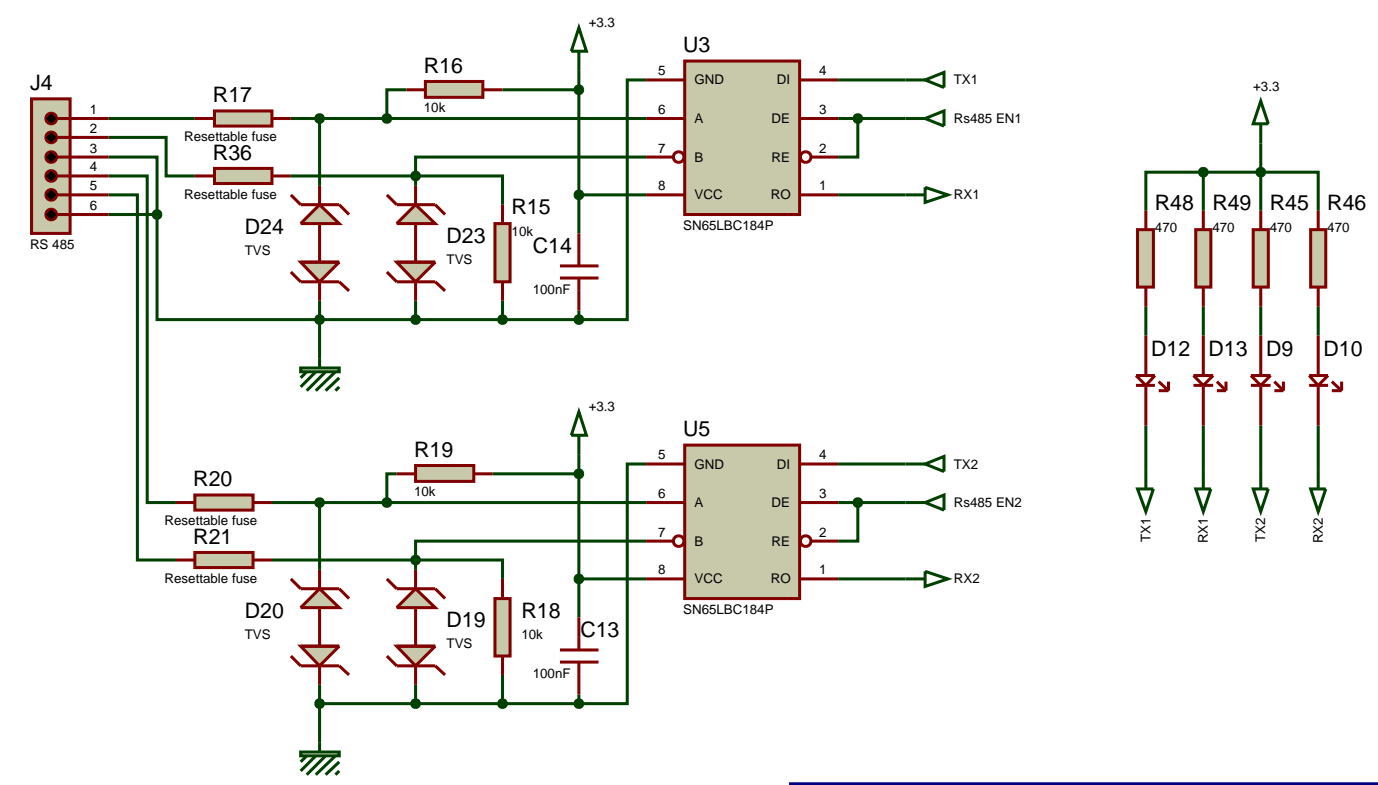 J4
1
2
3
4
5
6
RS 485
R17
Resettable fuse
R36
Resettable fuse
R16
10k
+3.3
D24
TVS
D23
TVS
R15
10k
C14
100nF
U3
5 GND DI 4
6 A DE 3
7 B RE 2
8 VCC RO 1
SN65LBC184P
TX1
Rs485 EN1
RX1
R20
Resettable fuse
R21
Resettable fuse
R19
10k
+3.3
D20
TVS
D19
TVS
R18
10k
C13
100nF
U5
5 GND DI 4
6 A DE 3
7 B RE 2
8 VCC RO 1
SN65LBC184P
TX2
Rs485 EN2
RX2
+3.3
R48 R49 R45 R46
470 470 470 470
D12 D13 D9 D10
TX1 RX1 TX2 RX2